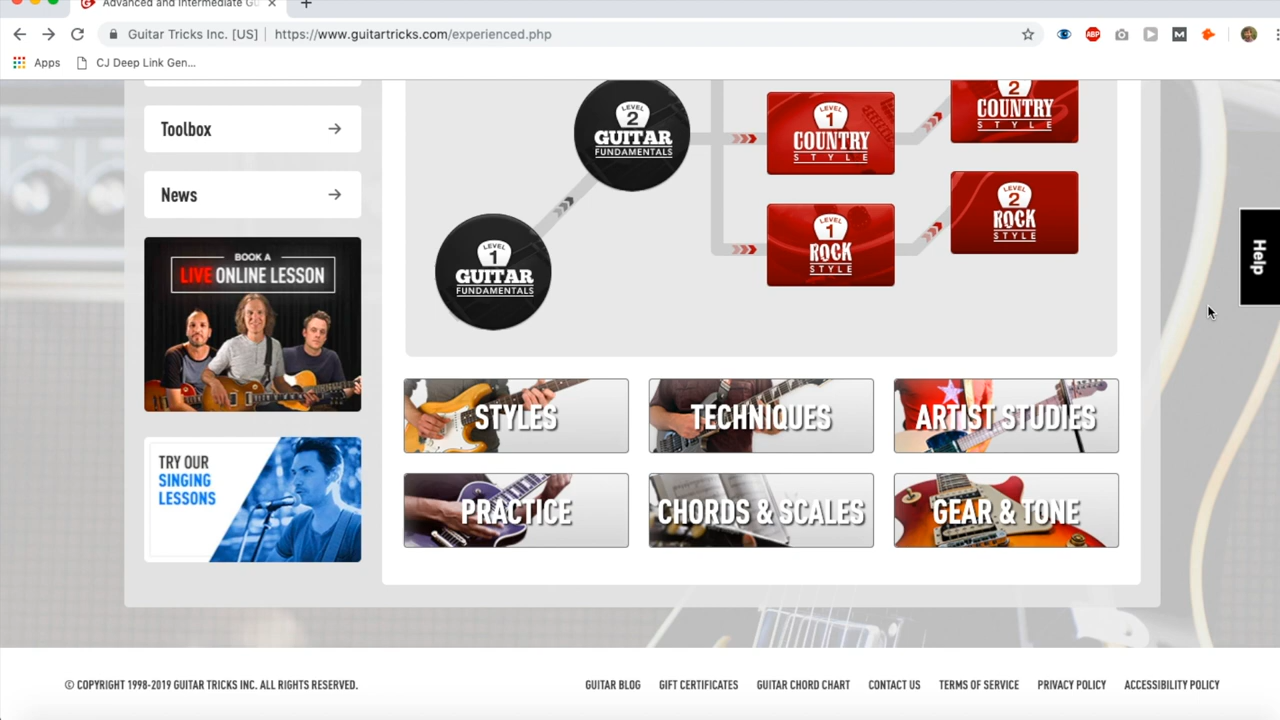 Advanced and Intermediate Gu
Guitar Tricks Inc. [US]
https://www.guitartricks.com/experienced.php
ABP
M
Apps
CJ Deep Link Gen...
Toolbox
News
BOOK A
LIVE ONLINE LESSON
TRY OUR
SINGING
LESSONS
LEVEL
2
GUITAR
FUNDAMENTALS
LEVEL
1
GUITAR
FUNDAMENTALS
LEVEL
1
COUNTRY
STYLE
2
COUNTRY
STYLE
LEVEL
1
ROCK
STYLE
LEVEL
2
ROCK
STYLE
Help
STYLES
TECHNIQUES
ARTIST STUDIES
PRACTICE
CHORDS & SCALES
GEAR & TONE
© COPYRIGHT 1998-2019 GUITAR TRICKS INC. ALL RIGHTS RESERVED.
GUITAR BLOG
GIFT CERTIFICATES
GUITAR CHORD CHART
CONTACT US
TERMS OF SERVICE
PRIVACY POLICY
ACCESSIBILITY POLICY